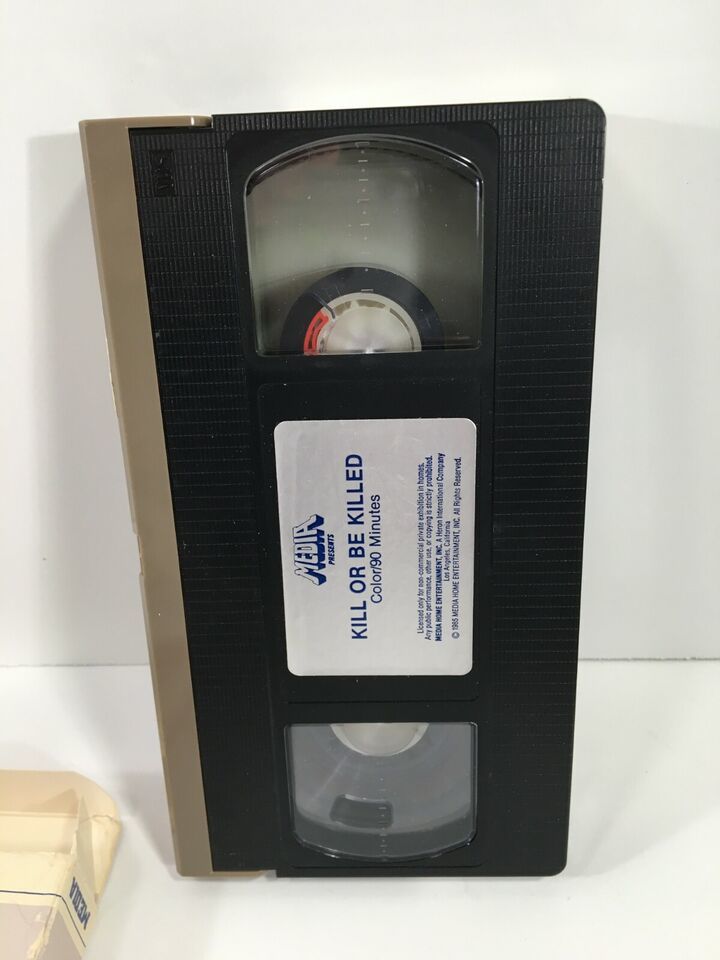 MEDIA
PRESENTS
KILL OR BE KILLED
Color/90 Minutes
Licensed only for non-commercial private exhibition in homes.
Any public performance, other use, or copying is strictly prohibited.
MEDIA HOME ENTERTAINMENT, INC. A Heron International Company
Los Angeles, California
© 1985 MEDIA HOME ENTERTAINMENT, INC. All Rights Reserved.
VHS
MEDIA